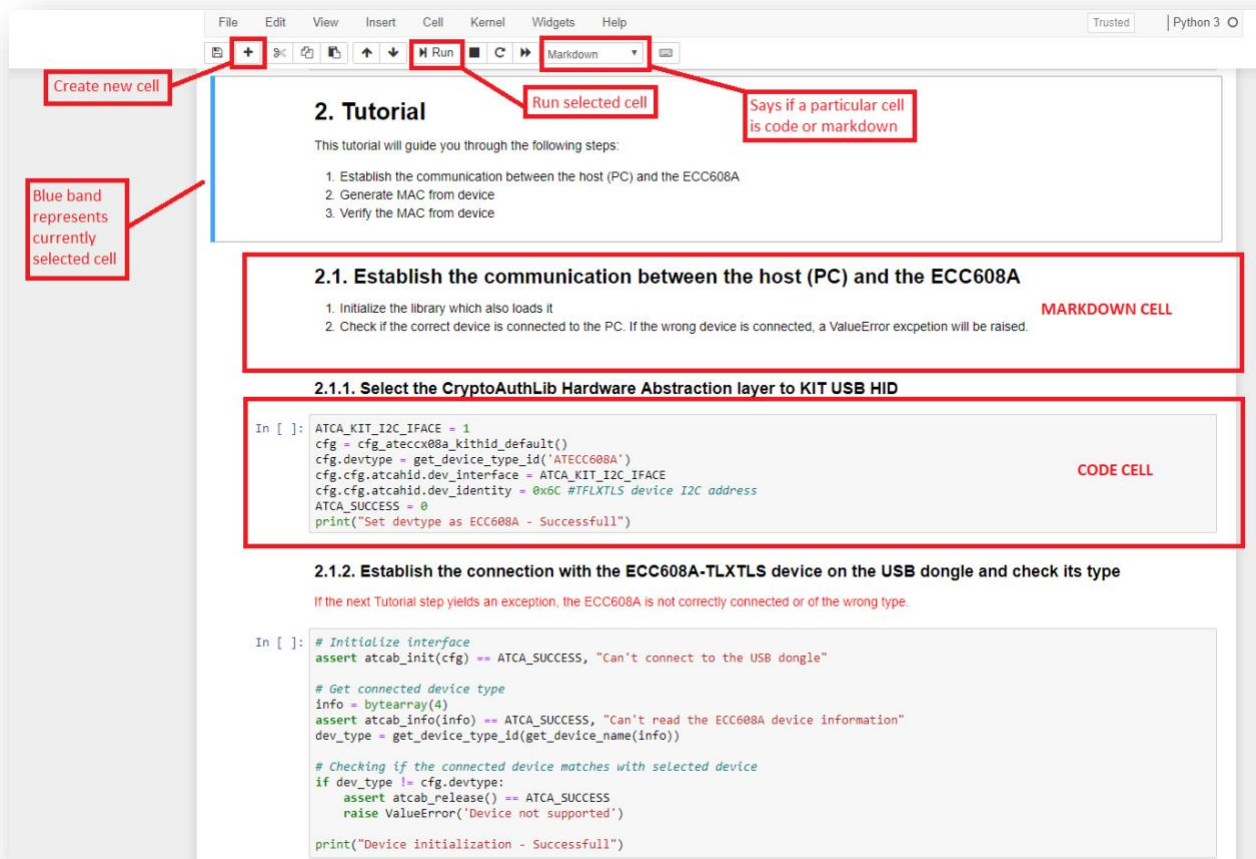 File Edit View Insert Cell Kernel Widgets Help
Trusted
Python 3
Run
Markdown
Create new cell
Run selected cell
Says if a particular cell
is code or markdown
2. Tutorial
This tutorial will guide you through the following steps:
1. Establish the communication between the host (PC) and the ECC608A
2. Generate MAC from device
3. Verify the MAC from device
Blue band
represents
currently
selected cell
2.1. Establish the communication between the host (PC) and the ECC608A
1. Initialize the library which also loads it
2. Check if the correct device is connected to the PC. If the wrong device is connected, a ValueError excpetion will be raised.
MARKDOWN CELL
2.1.1. Select the CryptoAuthLib Hardware Abstraction layer to KIT USB HID
In [ ]:
ATCA_KIT_I2C_IFACE = 1
cfg = cfg_ateccx08a_kithid_default()
cfg.devtype = get_device_type_id('ATECC608A')
cfg.cfg.atcahid.dev_interface = ATCA_KIT_I2C_IFACE
cfg.cfg.atcahid.dev_identity = 0x6C #TFLXTLS device I2C address
ATCA_SUCCESS = 0
print("Set devtype as ECC608A - Successfull")
CODE CELL
2.1.2. Establish the connection with the ECC608A-TLXTLS device on the USB dongle and check its type
If the next Tutorial step yields an exception, the ECC608A is not correctly connected or of the wrong type.
In [ ]:
# Initialize interface
assert atcab_init(cfg) == ATCA_SUCCESS, "Can't connect to the USB dongle"
# Get connected device type
info = bytearray(4)
assert atcab_info(info) == ATCA_SUCCESS, "Can't read the ECC608A device information"
dev_type = get_device_type_id(get_device_name(info))
# Checking if the connected device matches with selected device
if dev_type != cfg.devtype:
    assert atcab_release() == ATCA_SUCCESS
    raise ValueError('Device not supported')
print("Device initialization - Successfull")